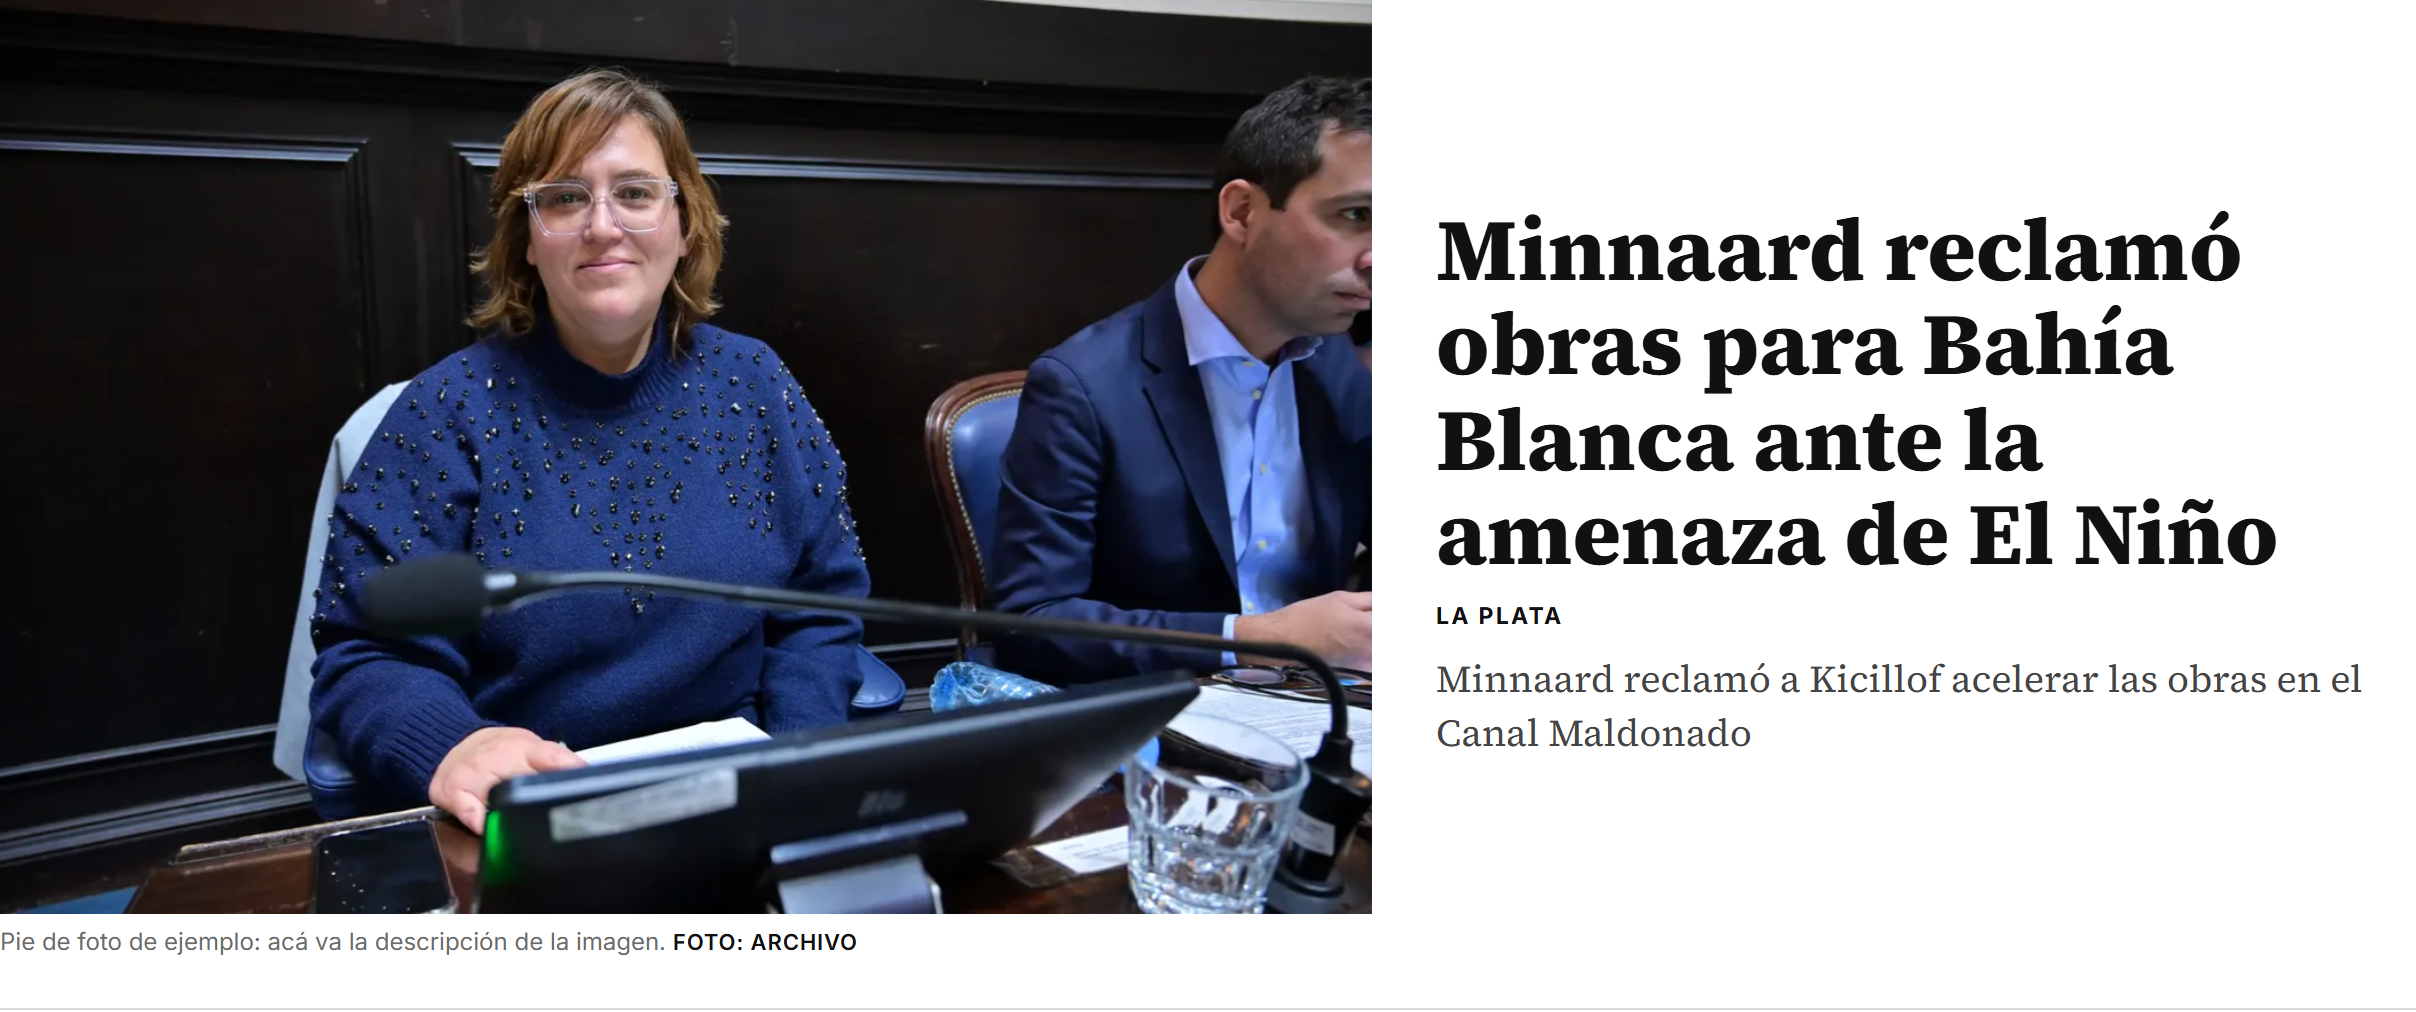 Minnaard reclamó
obras para Bahía
Blanca ante la
amenaza de El Niño
LA PLATA
Minnaard reclamó a Kicillof acelerar las obras en el
Canal Maldonado
Pie de foto de ejemplo: acá va la descripción de la imagen. FOTO: ARCHIVO